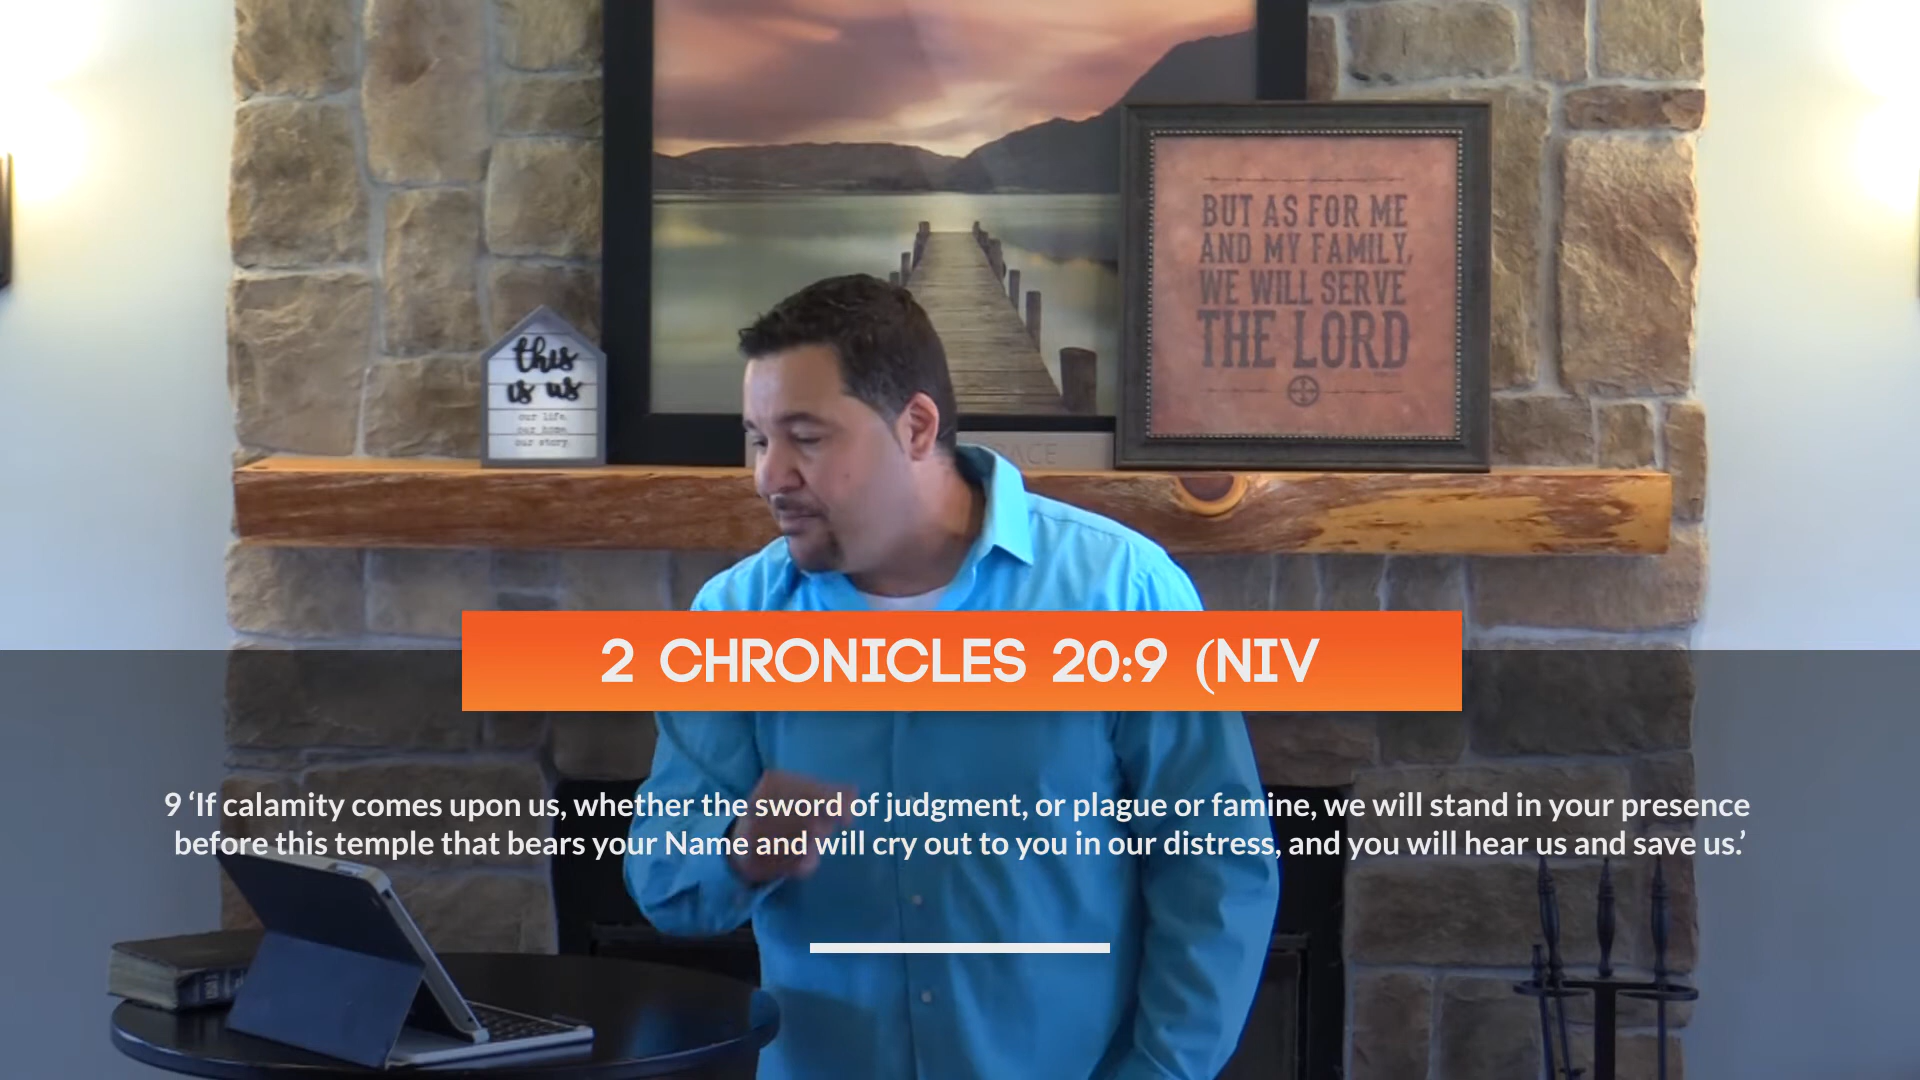 BUT AS FOR ME
AND MY FAMILY,
WE WILL SERVE
THE LORD
this
is us
our life.
our home.
our story.
ACE
2 CHRONICLES 20:9 (NIV
9 ‘If calamity comes upon us, whether the sword of judgment, or plague or famine, we will stand in your presence
before this temple that bears your Name and will cry out to you in our distress, and you will hear us and save us.’